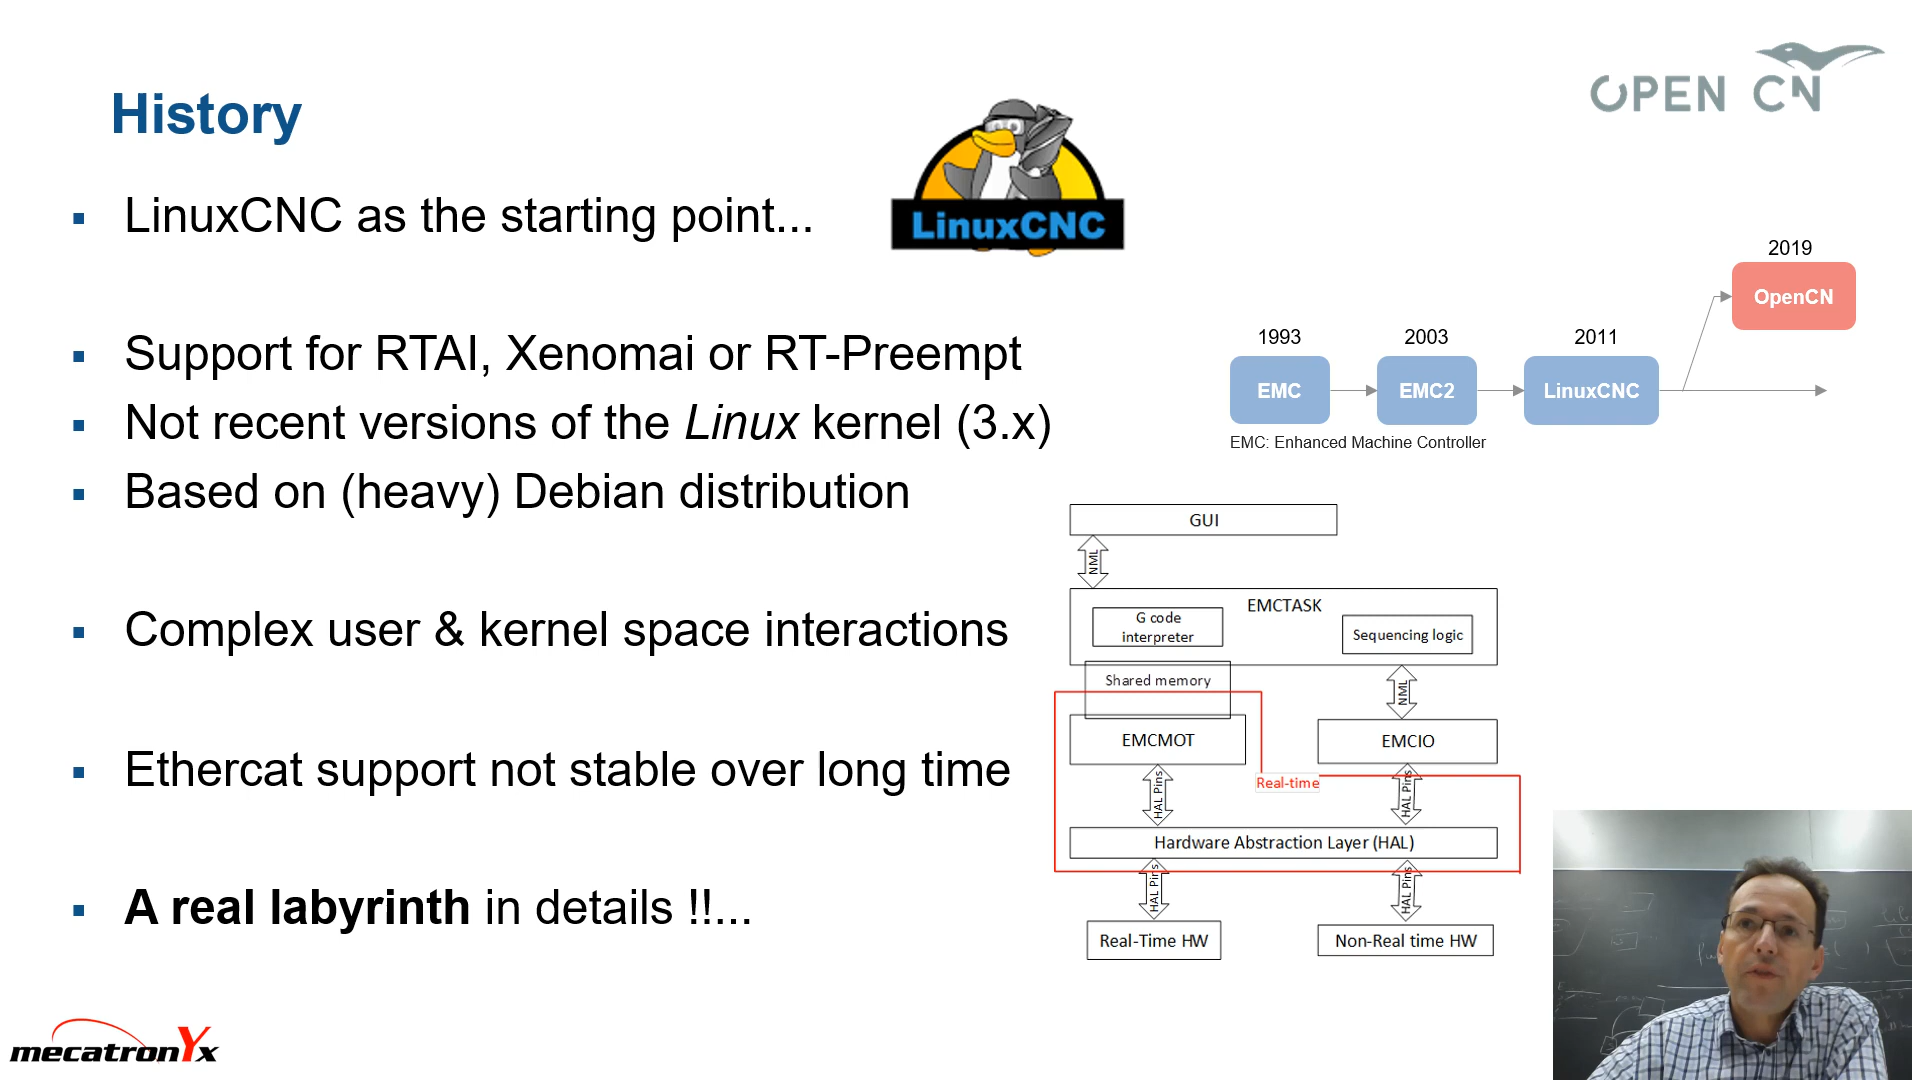 History
OPEN CN
LinuxCNC as the starting point...
LinuxCNC
Support for RTAI, Xenomai or RT-Preempt
Not recent versions of the Linux kernel (3.x)
Based on (heavy) Debian distribution
Complex user & kernel space interactions
Ethercat support not stable over long time
A real labyrinth in details !!...
2019
OpenCN
1993
2003
2011
EMC
EMC2
LinuxCNC
EMC: Enhanced Machine Controller
GUI
NML
EMCTASK
G code
interpreter
Sequencing logic
Shared memory
NML
EMCMOT
EMCIO
Real-time
HAL Pins
HAL Pins
Hardware Abstraction Layer (HAL)
HAL Pins
HAL Pins
Real-Time HW
Non-Real time HW
mecatronYx